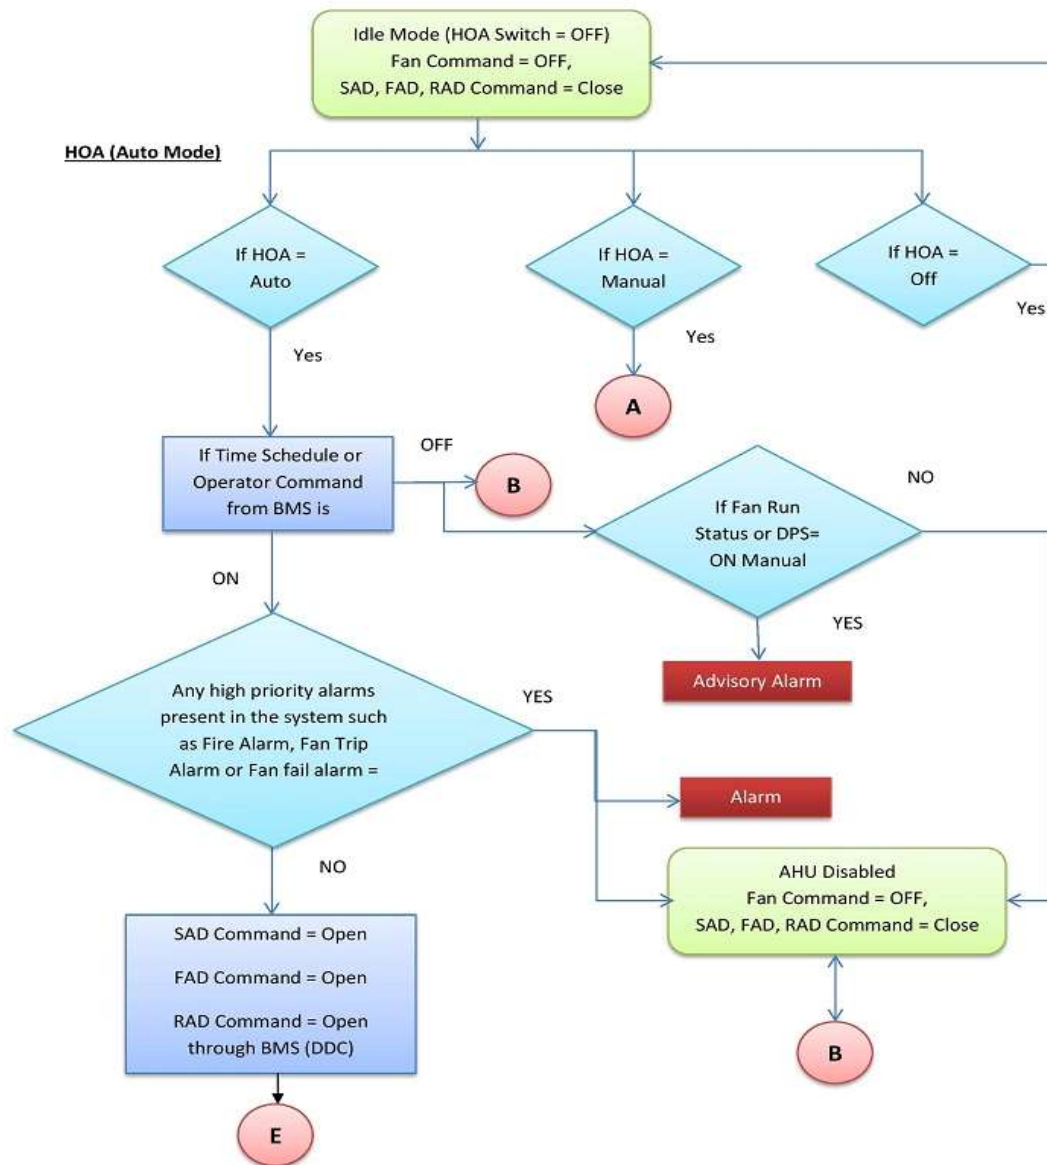 Idle Mode (HOA Switch = OFF)
Fan Command = OFF,
SAD, FAD, RAD Command = Close
HOA (Auto Mode)
If HOA =
Auto
If HOA =
Manual
If HOA =
Off
Yes
Yes
Yes
A
If Time Schedule or
Operator Command
from BMS is
OFF
B
If Fan Run
Status or DPS=
ON Manual
NO
ON
YES
Advisory Alarm
Any high priority alarms
present in the system such
as Fire Alarm, Fan Trip
Alarm or Fan fail alarm =
YES
Alarm
NO
AHU Disabled
Fan Command = OFF,
SAD, FAD, RAD Command = Close
SAD Command = Open
FAD Command = Open
RAD Command = Open
through BMS (DDC)
B
E